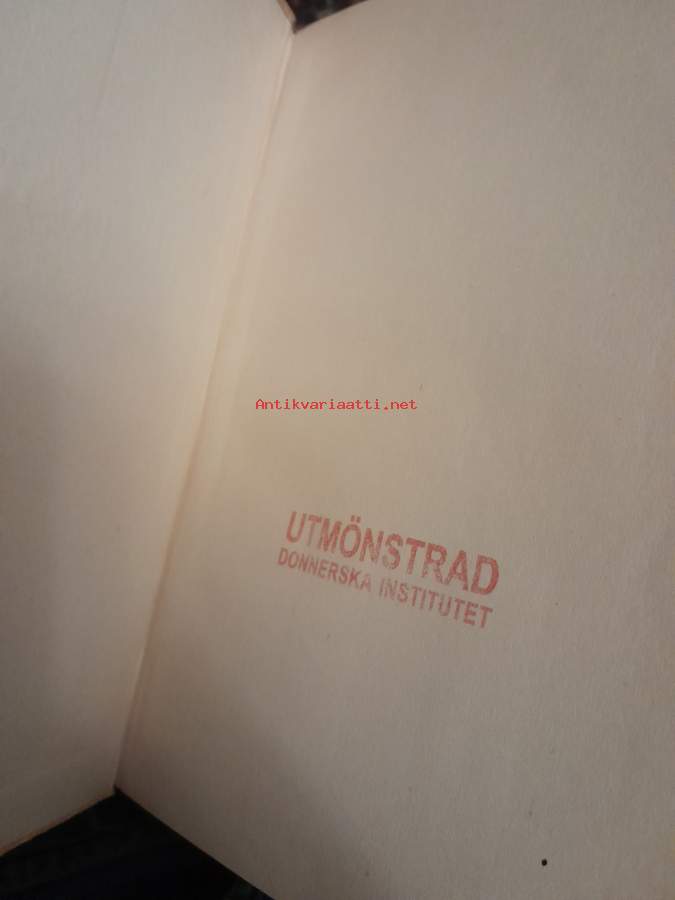 Antikvariaatti.net
UTMÖNSTRAD
DONNERSKA INSTITUTET